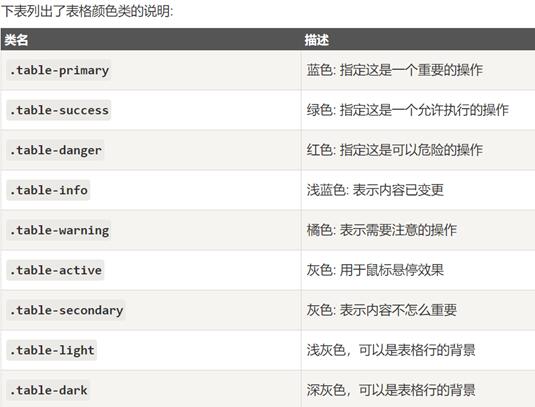 下表列出了表格颜色类的说明:
类名 描述
.table-primary 蓝色: 指定这是一个重要的操作
.table-success 绿色: 指定这是一个允许执行的操作
.table-danger 红色: 指定这是可以危险的操作
.table-info 浅蓝色: 表示内容已变更
.table-warning 橘色: 表示需要注意的操作
.table-active 灰色: 用于鼠标悬停效果
.table-secondary 灰色: 表示内容不怎么重要
.table-light 浅灰色，可以是表格行的背景
.table-dark 深灰色，可以是表格行的背景